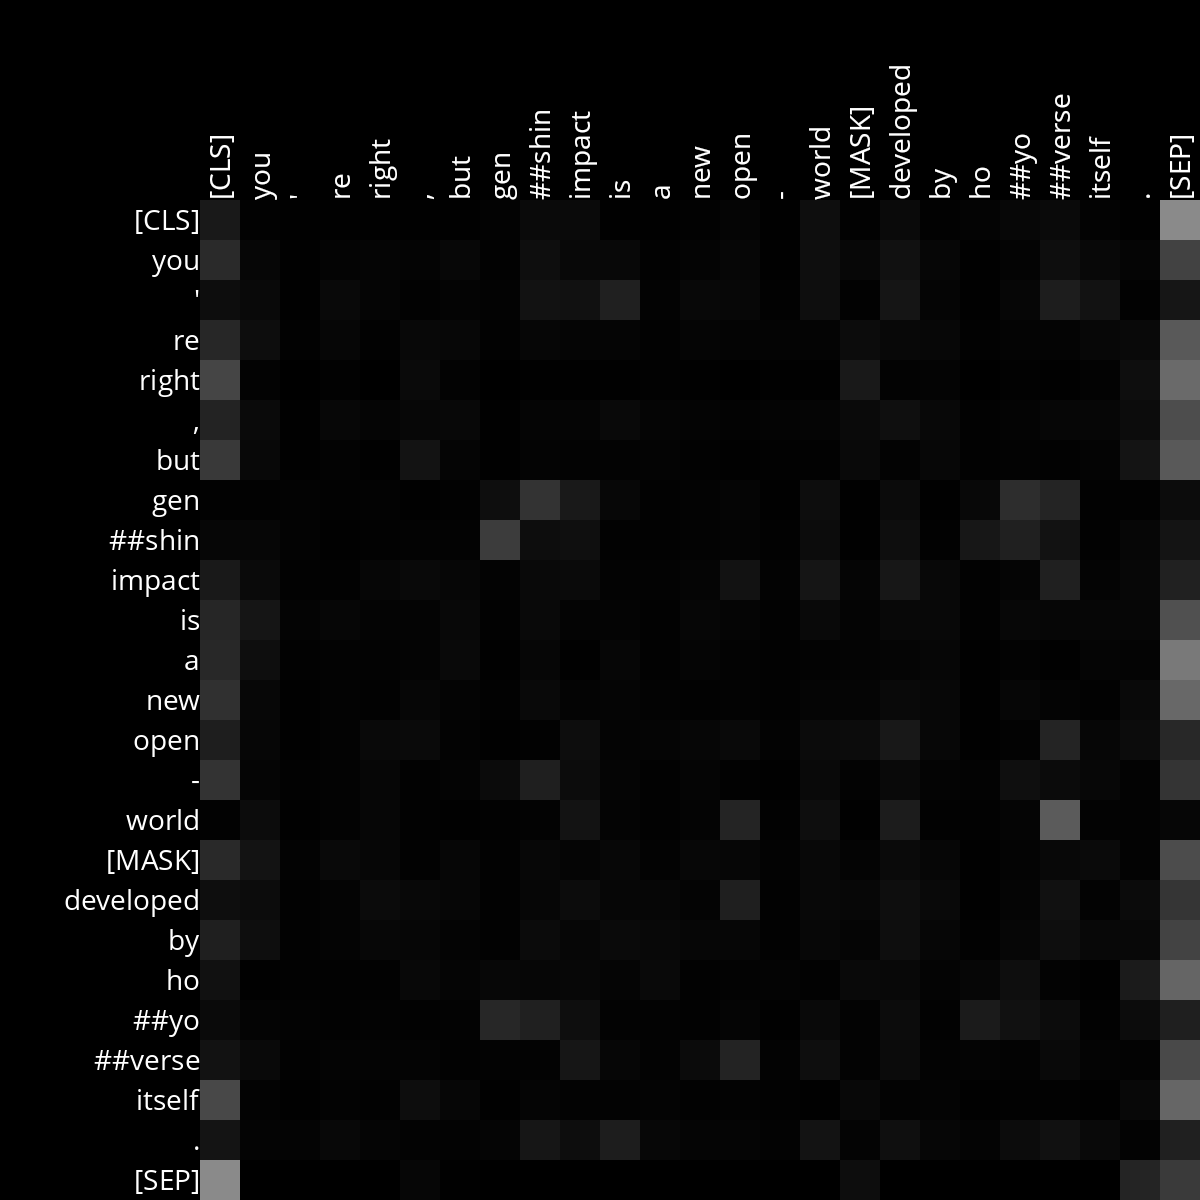 [CLS] you ' re right , but gen ##shin impact is a new open - world [MASK] developed by ho ##yo ##verse itself . [SEP]
[CLS]
you
'
re
right
,
but
gen
##shin
impact
is
a
new
open
-
world
[MASK]
developed
by
ho
##yo
##verse
itself
.
[SEP]